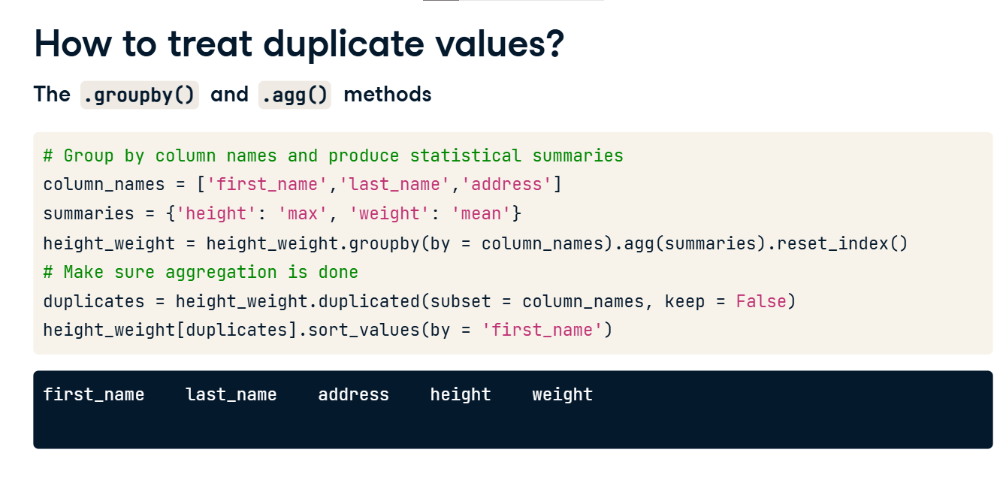 How to treat duplicate values?
The .groupby() and .agg() methods
# Group by column names and produce statistical summaries
column_names = ['first_name','last_name','address']
summaries = {'height': 'max', 'weight': 'mean'}
height_weight = height_weight.groupby(by = column_names).agg(summaries).reset_index()
# Make sure aggregation is done
duplicates = height_weight.duplicated(subset = column_names, keep = False)
height_weight[duplicates].sort_values(by = 'first_name')
first_name    last_name    address    height    weight